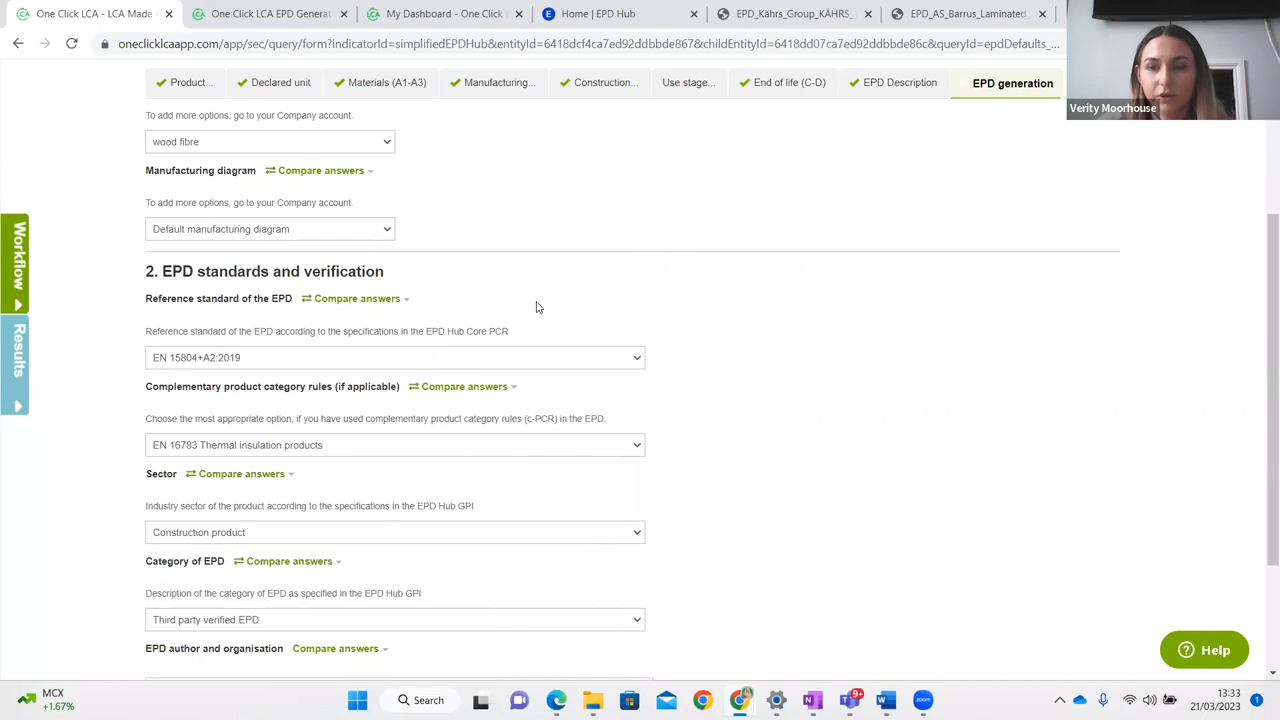 One Click LCA - Made
One Click LCA EPD Generat
My Dashboard - One Click
Home | EPD Hub
EPD_Kährs_Group_KÄHRS_
EPD_AS_Barrus_Laminated_
oneclicklcaapp.com/app/sec/query/form?indicatorId=simplifiedEPDHub&entityId=6418dcf4ca7ed92ddbbde867&childEntityId=6418dd07ca7ed92ddbbde86c&queryId=epdDefaults_...
Product...
Declared unit
Materials (A1-A3)
Manufacturing...
Construction...
Use stage...
End of life (C-D)
EPD Description
EPD generation
Verity Moorhouse
To add more options, go to your Company account.
wood fibre
Manufacturing diagram Compare answers
To add more options, go to your Company account.
Default manufacturing diagram
Workflow
Results
2. EPD standards and verification
Reference standard of the EPD Compare answers
Reference standard of the EPD according to the specifications in the EPD Hub Core PCR
EN 15804+A2:2019
Complementary product category rules (if applicable) Compare answers
Choose the most appropriate option, if you have used complementary product category rules (c-PCR) in the EPD.
EN 16783 Thermal insulation products
Sector Compare answers
Industry sector of the product according to the specifications in the EPD Hub GPI
Construction product
Category of EPD Compare answers
Description of the category of EPD as specified in the EPD Hub GPI
Third party verified EPD
EPD author and organisation Compare answers
Help
MCX
+1.67%
Search
9+
13:33
21/03/2023
1